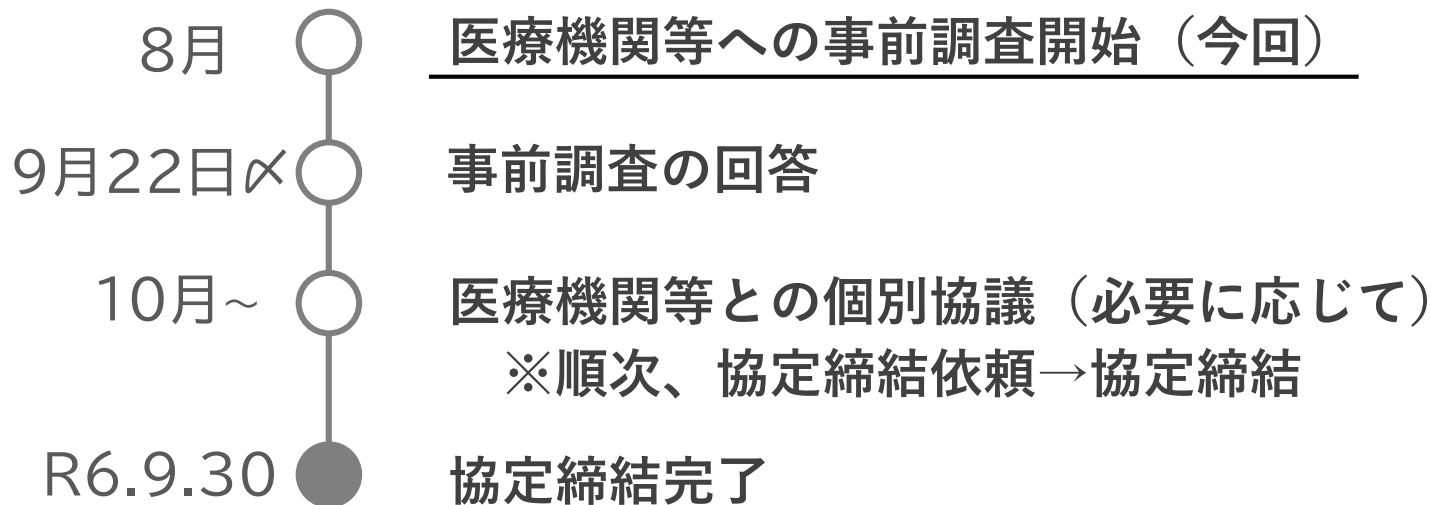 8月 医療機関等への事前調査開始（今回）
9月22日〆 事前調査の回答
10月~ 医療機関等との個別協議（必要に応じて）
※順次、協定締結依頼→協定締結
R6.9.30 協定締結完了